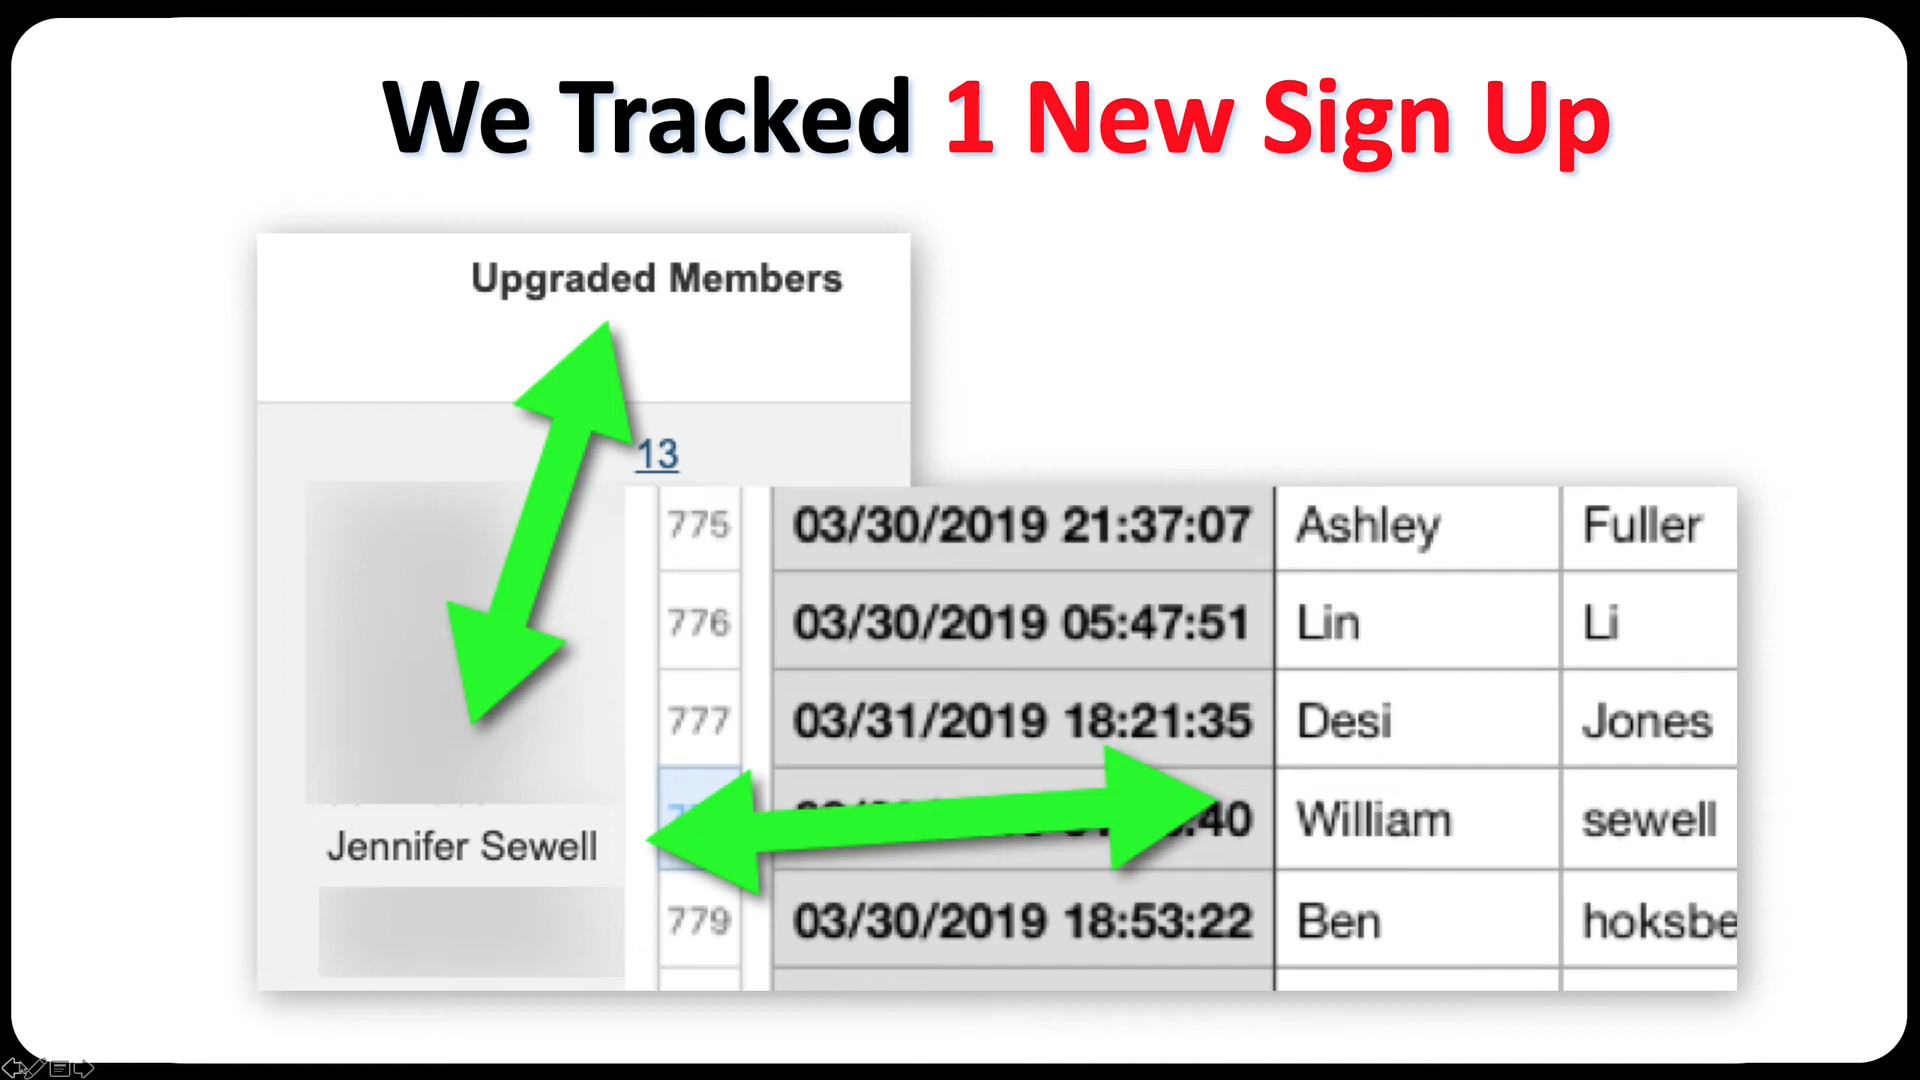 We Tracked 1 New Sign Up
Upgraded Members
13
775 03/30/2019 21:37:07 Ashley Fuller
776 03/30/2019 05:47:51 Lin Li
777 03/31/2019 18:21:35 Desi Jones
40 William sewell
Jennifer Sewell
779 03/30/2019 18:53:22 Ben hoksbe